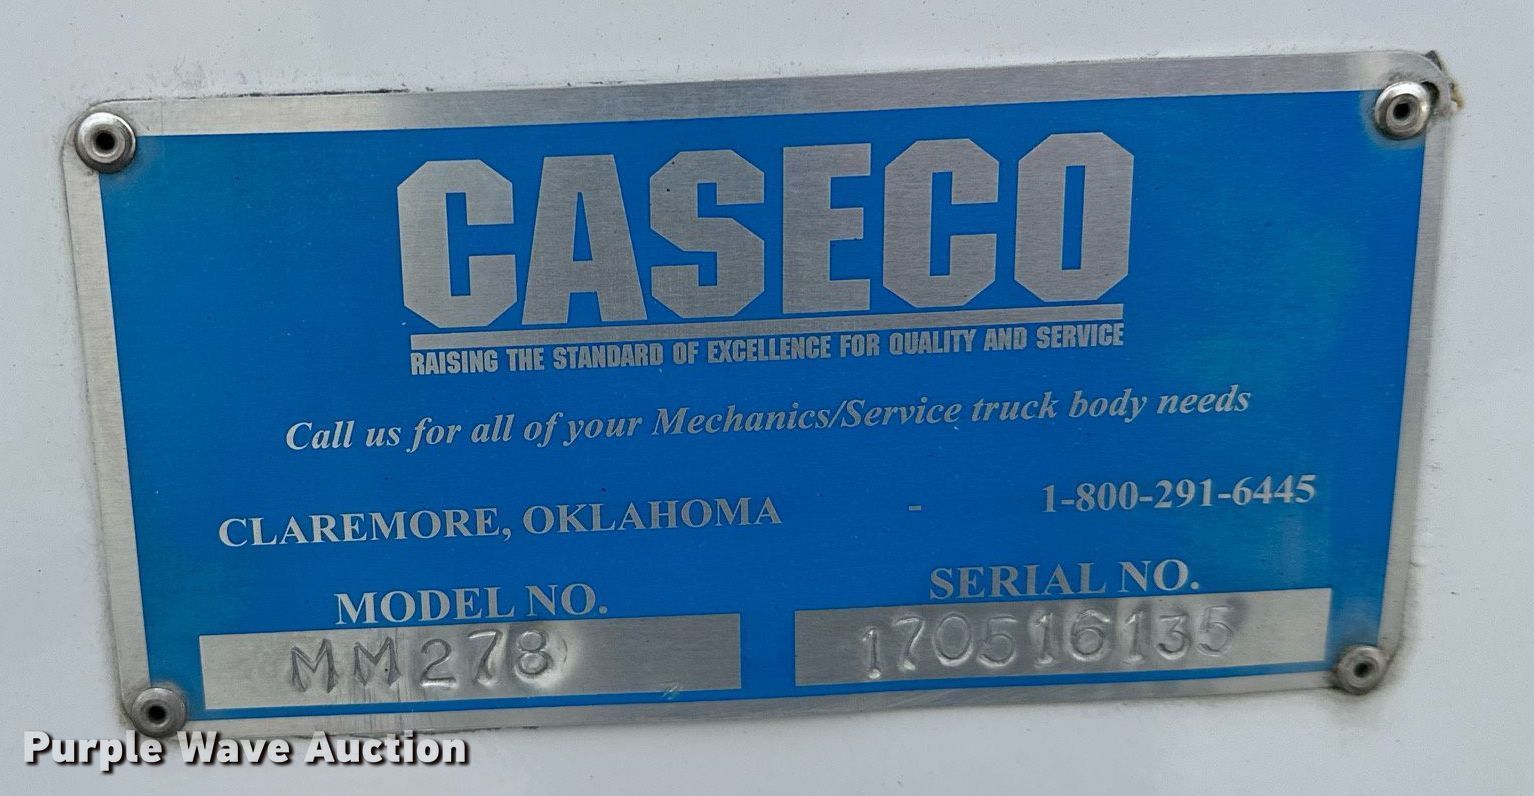 CASECO
RAISING THE STANDARD OF EXCELLENCE FOR QUALITY AND SERVICE
Call us for all of your Mechanics/Service truck body needs
CLAREMORE, OKLAHOMA - 1-800-291-6445
MODEL NO. SERIAL NO.
MM278 170516135
Purple Wave Auction